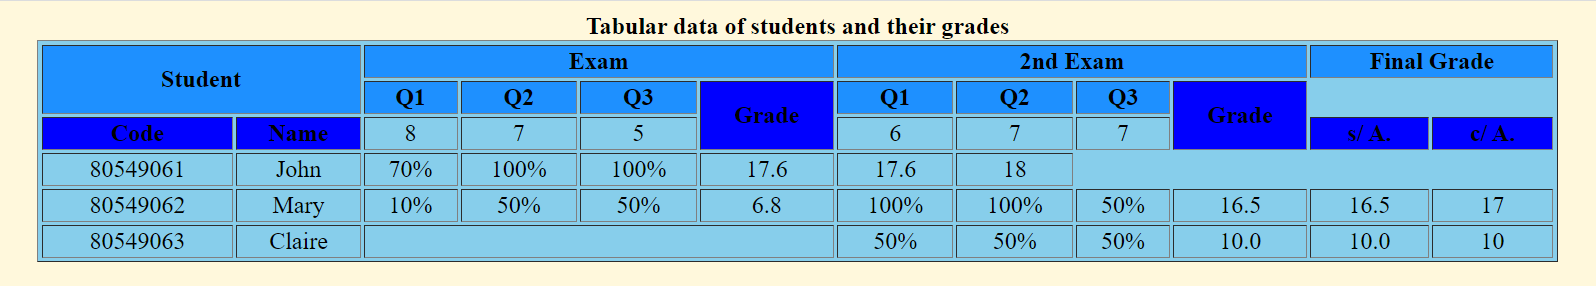 Tabular data of students and their grades
Student Exam 2nd Exam Final Grade
Q1 Q2 Q3 Grade Q1 Q2 Q3 Grade
Code Name 8 7 5 6 7 7 s/ A. c/ A.
80549061 John 70% 100% 100% 17.6 17.6 18
80549062 Mary 10% 50% 50% 6.8 100% 100% 50% 16.5 16.5 17
80549063 Claire 50% 50% 50% 10.0 10.0 10